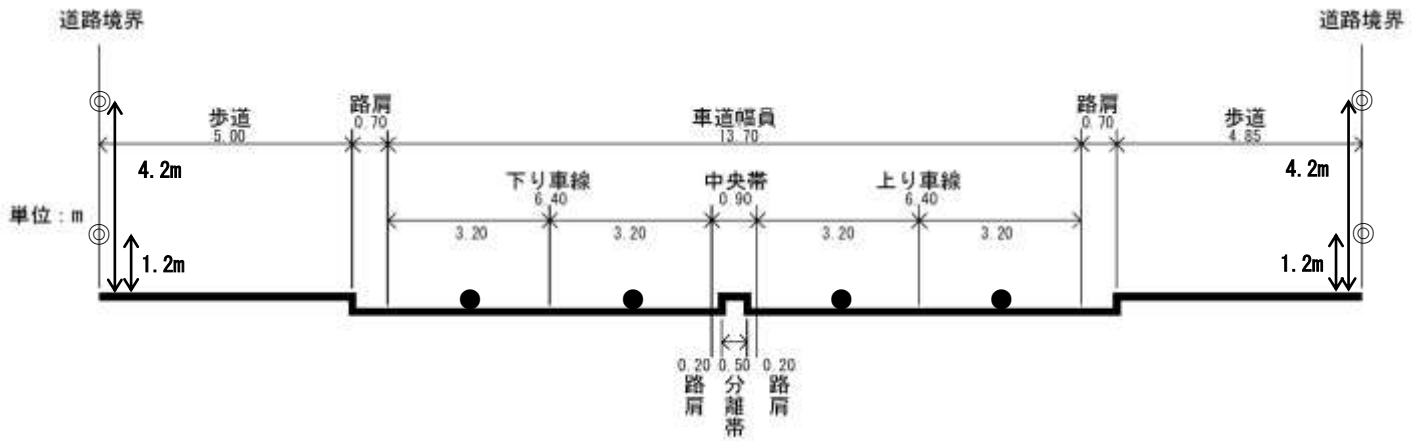 道路境界
道路境界
歩道
5.00
路肩
0.70
車道幅員
13.70
路肩
0.70
歩道
4.85
4.2m
4.2m
下り車線
6.40
中央帯
0.90
上り車線
6.40
単位:m
3.20
3.20
3.20
3.20
1.2m
1.2m
0.20 0.50 0.20
路肩
分離帯
路肩